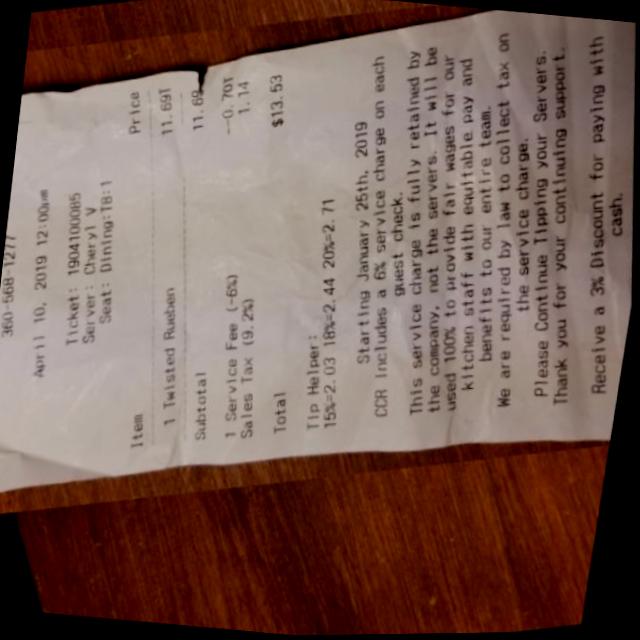 360-568-1277
April 10, 2019 12:00pm
Ticket: 1904100085
Server: Cheryl V
Seat: Dining:TB-1
Item Price
1 Twisted Rueben 11.69T
Subtotal 11.69
1 Service Fee (-6%) -0.70T
Sales Tax (9.2%) 1.14
Total $13.53
Tip Helper:
15%=2.03 18%=2.44 20%=2.71
Starting January 25th, 2019
CCR Includes a 6% service charge on each
guest check.
This service charge is fully retained by
the company, not the servers. It will be
used 100% to provide fair wages for our
kitchen staff with equitable pay and
benefits to our entire team.
We are required by law to collect tax on
the service charge.
Please Continue Tipping your Servers.
Thank you for your continuing support.
Receive a 3% Discount for paying with
cash.